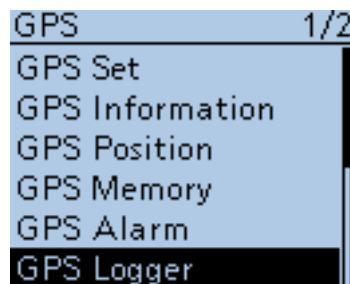 GPS 1/2
GPS Set
GPS Information
GPS Position
GPS Memory
GPS Alarm
GPS Logger